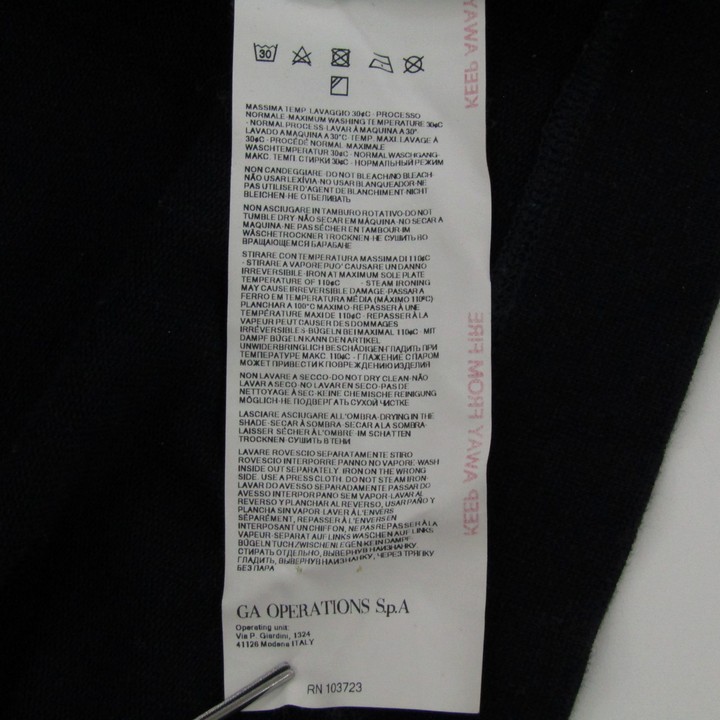 30
MASSIMA TEMP. LAVAGGIO 30°C - PROCESSO
NORMALE - MAXIMUM WASHING TEMPERATURE 30°C
- NORMAL PROCESS - LAVAR À MAQUINA A 30° -
LAVADO A MAQUINA A 30°C - TEMP. MAXI. LAVAGE À
30°C - PROCÉDÉ NORMAL - MAXIMALE
WASCHTEMPERATUR 30°C - NORMALWASCHGANG -
МАКС. ТЕМП. СТИРКИ 30°С - НОРМАЛЬНЫЙ РЕЖИМ
NON CANDEGGIARE - DO NOT BLEACH/NO BLEACH -
NÃO USAR LEXÍVIA - NO USAR BLANQUEADOR - NE
PAS UTILISER D'AGENT DE BLANCHIMENT - NICHT
BLEICHEN - НЕ ОТБЕЛИВАТЬ
NON ASCIUGARE IN TAMBURO ROTATIVO - DO NOT
TUMBLE DRY - NÃO SECAR EM MÁQUINA - NO SECAR A
MAQUINA - NE PAS SÉCHER EN TAMBOUR - IM
WÄSCHETROCKNER TROCKNEN - НЕ СУШИТЬ ВО
ВРАЩАЮЩЕМСЯ БАРАБАНЕ
STIRARE CON TEMPERATURA MASSIMA DI 110°C
- STIRARE A VAPORE PUO' CAUSARE UN DANNO
IRREVERSIBILE - IRON AT MAXIMUM SOLE PLATE
TEMPERATURE OF 110°C - STEAM IRONING
MAY CAUSE IRREVERSIBLE DAMAGE - PASSAR A
FERRO EM TEMPERATURA MÉDIA (MÁXIMO 110°C)
PLANCHAR A 100°C MAXIMO - REPASSER À UNE
TEMPÉRATURE MAXI DE 110°C - REPASSER À LA
VAPEUR PEUT CAUSER DES DOMMAGES
IRRÉVERSIBLES - BÜGELN BEI MAXIMAL 110°C - MIT
DAMPF BÜGELN KANN DEN ARTIKEL
UNWIDERBRINGLICH BESCHÄDIGEN - ГЛАДИТЬ ПРИ
ТЕМПЕРАТУРЕ МАКС. 110°С - ГЛАЖЕНИЕ С ПАРОМ
МОЖЕТ ПРИВЕСТИ К ПОВРЕЖДЕНИЮ ИЗДЕЛИЯ
NON LAVARE A SECCO - DO NOT DRY CLEAN - NÃO
LAVAR A SECO - NO LAVAR EN SECO - PAS DE
NETTOYAGE À SEC - KEINE CHEMISCHE REINIGUNG
MÖGLICH - НЕ ПОДВЕРГАТЬ СУХОЙ ЧИСТКЕ
LASCIARE ASCIUGARE ALL'OMBRA - DRYING IN THE
SHADE - SECAR À SOMBRA - SECAR A LA SOMBRA -
LAISSER SÉCHER À L'OMBRE - IM SCHATTEN
TROCKNEN - СУШИТЬ В ТЕНИ
LAVARE ROVESCIO SEPARATAMENTE STIRO
ROVESCIO INTERPORRE PANNO NO VAPORE - WASH
INSIDE OUT SEPARATELY. IRON ON THE WRONG
SIDE. USE A PRESS CLOTH. DO NOT STEAM IRON -
LAVAR DO AVESSO SEPARADAMENTE PASSAR DO
AVESSO INTERPOR PANO SEM VAPOR - LAVAR AL
REVERSO Y PLANCHAR AL REVERSO, USAR PAÑO Y
PLANCHA SIN VAPOR - LAVER À L'ENVERS
SÉPARÉMENT, REPASSER À L'ENVERS EN
INTERPOSANT UN CHIFFON, NE PAS REPASSER À LA
VAPEUR - SEPARAT AUF LINKS WASCHEN - AUF LINKS
BÜGELN TUCH ZWISCHENLEGEN KEIN DAMPF -
СТИРАТЬ ОТДЕЛЬНО, ВЫВЕРНУВ НАИЗНАНКУ -
ГЛАДИТЬ, ВЫВЕРНУВ НАИЗНАНКУ, ЧЕРЕЗ ТРЯПКУ
БЕЗ ПАРА
GA OPERATIONS S.p.A
Operating unit:
Via P. Giardini, 1324
41126 Modena ITALY
RN 103723
KEEP AWAY
KEEP AWAY FROM FIRE